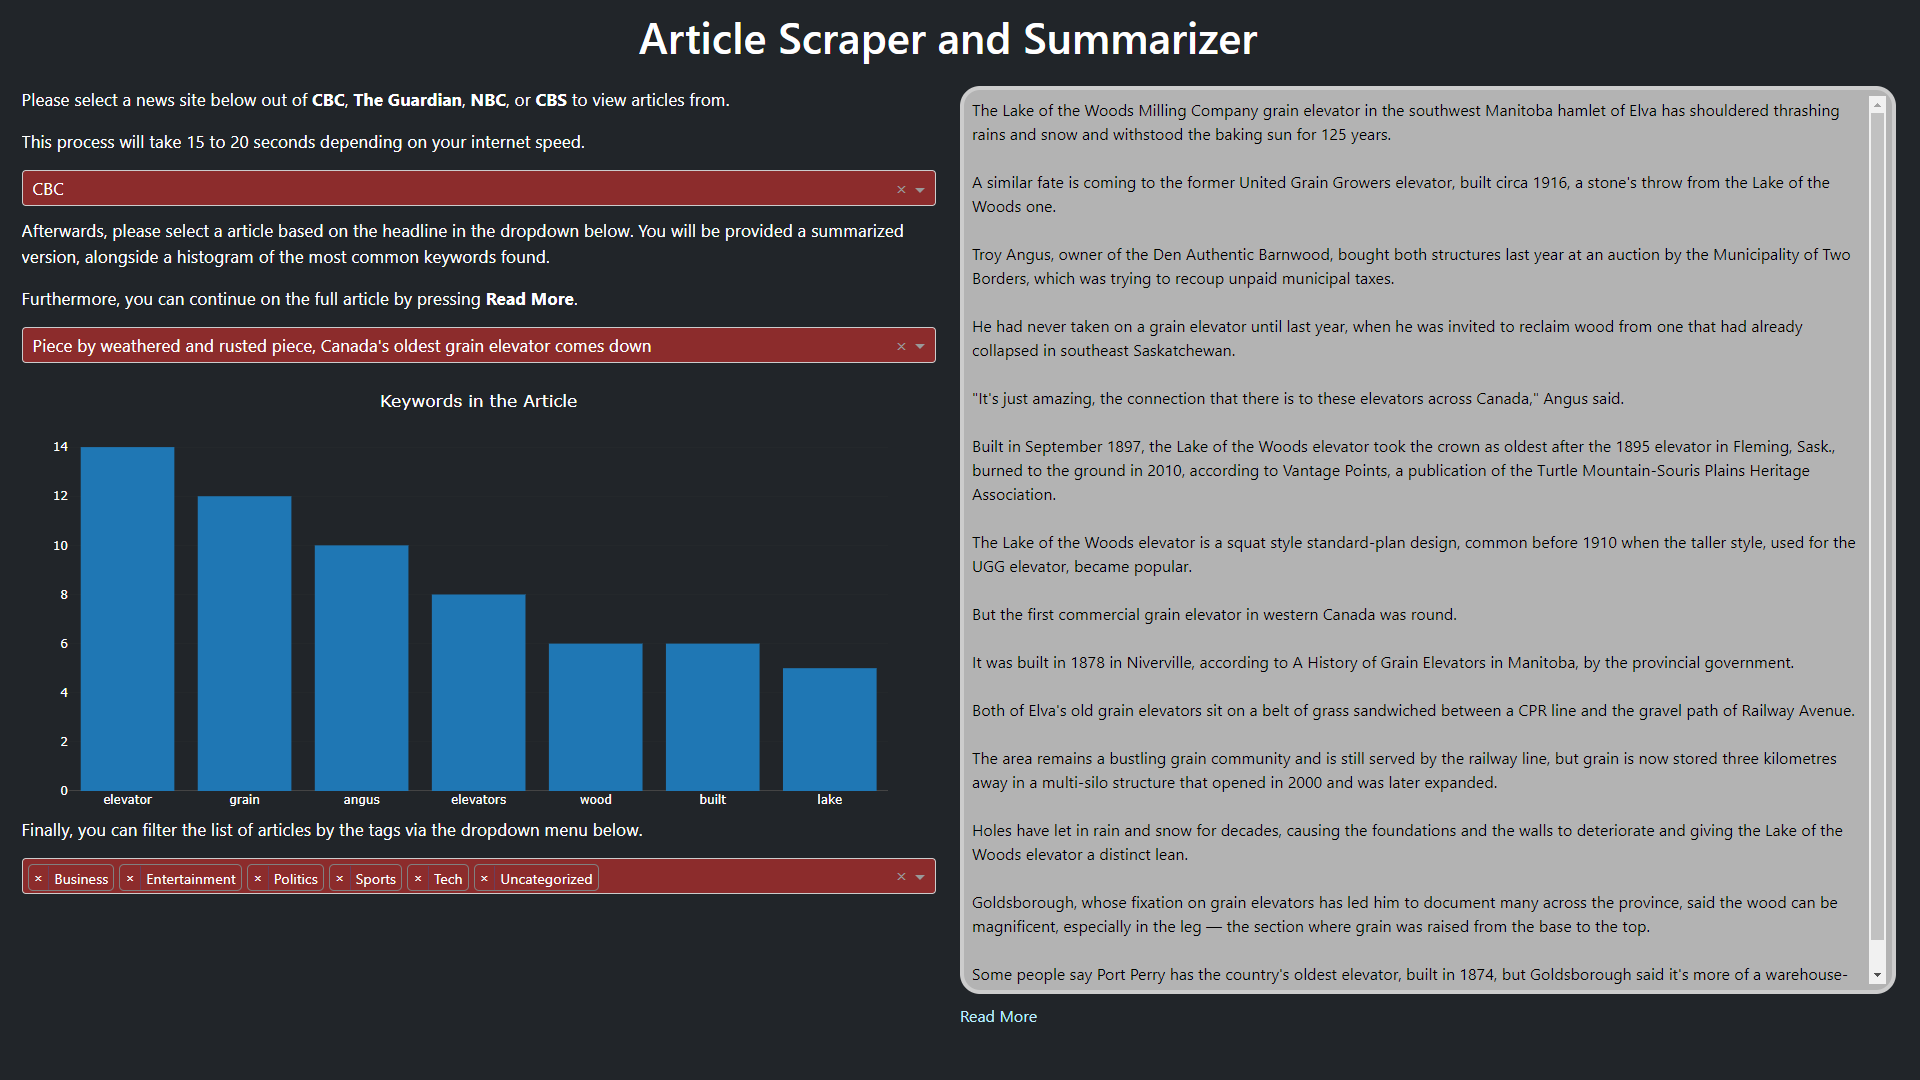 Article Scraper and Summarizer
Please select a news site below out of CBC, The Guardian, NBC, or CBS to view articles from.
This process will take 15 to 20 seconds depending on your internet speed.
CBC
Afterwards, please select a article based on the headline in the dropdown below. You will be provided a summarized
version, alongside a histogram of the most common keywords found.
Furthermore, you can continue on the full article by pressing Read More.
Piece by weathered and rusted piece, Canada's oldest grain elevator comes down
Keywords in the Article
14
12
10
8
6
4
2
0
elevator grain angus elevators wood built lake
Finally, you can filter the list of articles by the tags via the dropdown menu below.
× Business × Entertainment × Politics × Sports × Tech × Uncategorized
The Lake of the Woods Milling Company grain elevator in the southwest Manitoba hamlet of Elva has shouldered thrashing
rains and snow and withstood the baking sun for 125 years.
A similar fate is coming to the former United Grain Growers elevator, built circa 1916, a stone's throw from the Lake of the
Woods one.
Troy Angus, owner of the Den Authentic Barnwood, bought both structures last year at an auction by the Municipality of Two
Borders, which was trying to recoup unpaid municipal taxes.
He had never taken on a grain elevator until last year, when he was invited to reclaim wood from one that had already
collapsed in southeast Saskatchewan.
"It's just amazing, the connection that there is to these elevators across Canada," Angus said.
Built in September 1897, the Lake of the Woods elevator took the crown as oldest after the 1895 elevator in Fleming, Sask.,
burned to the ground in 2010, according to Vantage Points, a publication of the Turtle Mountain-Souris Plains Heritage
Association.
The Lake of the Woods elevator is a squat style standard-plan design, common before 1910 when the taller style, used for the
UGG elevator, became popular.
But the first commercial grain elevator in western Canada was round.
It was built in 1878 in Niverville, according to A History of Grain Elevators in Manitoba, by the provincial government.
Both of Elva's old grain elevators sit on a belt of grass sandwiched between a CPR line and the gravel path of Railway Avenue.
The area remains a bustling grain community and is still served by the railway line, but grain is now stored three kilometres
away in a multi-silo structure that opened in 2000 and was later expanded.
Holes have let in rain and snow for decades, causing the foundations and the walls to deteriorate and giving the Lake of the
Woods elevator a distinct lean.
Goldsborough, whose fixation on grain elevators has led him to document many across the province, said the wood can be
magnificent, especially in the leg — the section where grain was raised from the base to the top.
Some people say Port Perry has the country's oldest elevator, built in 1874, but Goldsborough said it's more of a warehouse-
Read More